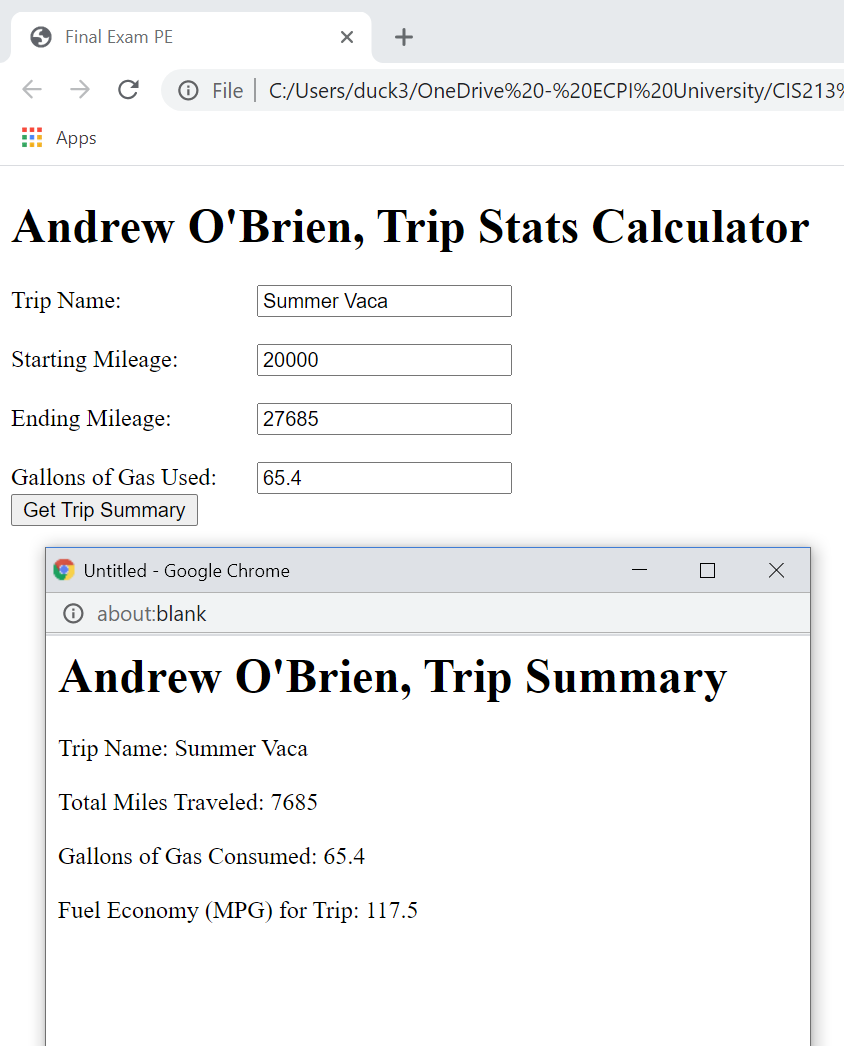 Final Exam PE
File C:/Users/duck3/OneDrive%20-%20ECPI%20University/CIS213%
Apps
Andrew O'Brien, Trip Stats Calculator
Trip Name: Summer Vaca
Starting Mileage: 20000
Ending Mileage: 27685
Gallons of Gas Used: 65.4
Get Trip Summary
Untitled - Google Chrome
about:blank
Andrew O'Brien, Trip Summary
Trip Name: Summer Vaca
Total Miles Traveled: 7685
Gallons of Gas Consumed: 65.4
Fuel Economy (MPG) for Trip: 117.5